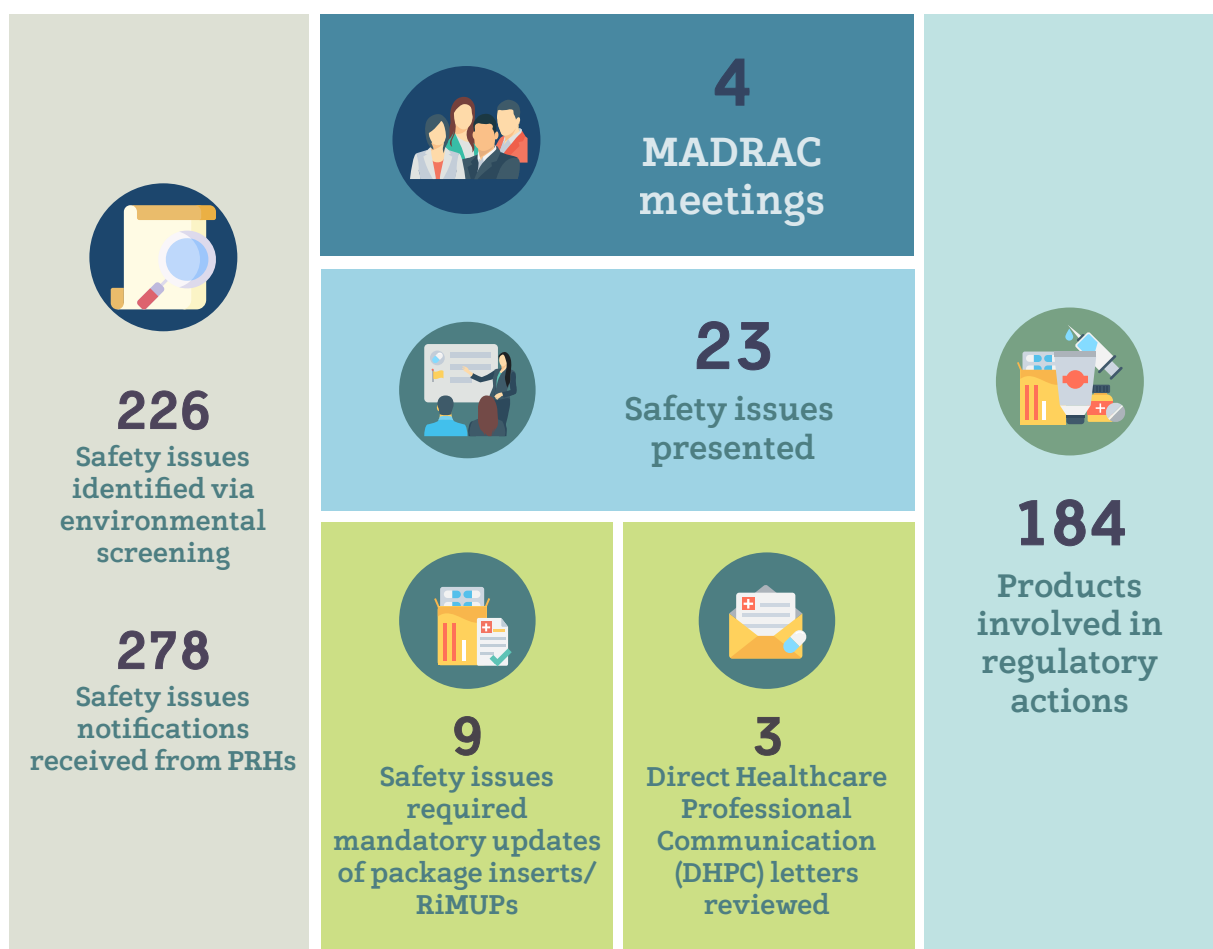 226
Safety issues
identified via
environmental
screening
278
Safety issues
notifications
received from PRHs
4
MADRAC
meetings
23
Safety issues
presented
9
Safety issues
required
mandatory updates
of package inserts/
RiMUPs
3
Direct Healthcare
Professional
Communication
(DHPC) letters
reviewed
184
Products
involved in
regulatory
actions